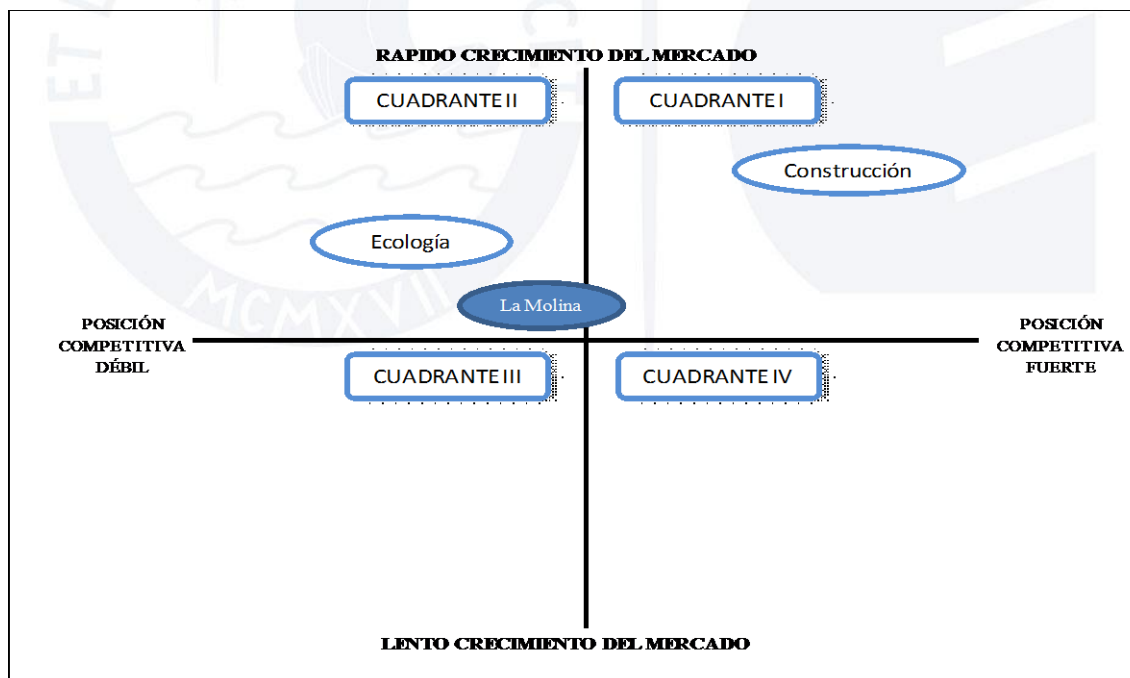 RAPIDO CRECIMIENTO DEL MERCADO
CUADRANTE II
CUADRANTE I
Construcción
Ecología
La Molina
POSICIÓN
COMPETITIVA
DÉBIL
POSICIÓN
COMPETITIVA
FUERTE
CUADRANTE III
CUADRANTE IV
LENTO CRECIMIENTO DEL MERCADO
MCMXVII